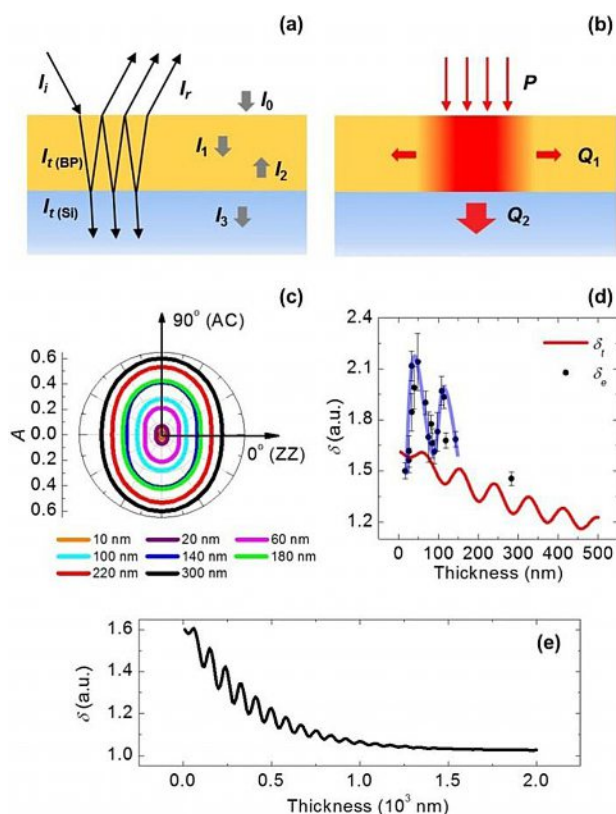 (a)
I_i
I_r
I_0
I_t (BP)
I_1
I_2
I_t (Si)
I_3
(b)
P
Q_1
Q_2
(c)
90° (AC)
0.6
0.4
0.2
A
0.0
0° (ZZ)
0.2
0.4
0.6
10 nm 20 nm 60 nm
100 nm 140 nm 180 nm
220 nm 300 nm
(d)
2.4
δ_t
δ_e
2.1
1.8
δ (a.u.)
1.5
1.2
0 100 200 300 400 500
Thickness (nm)
(e)
1.6
1.4
δ (a.u.)
1.2
1.0
0.0 0.5 1.0 1.5 2.0
Thickness (10³ nm)